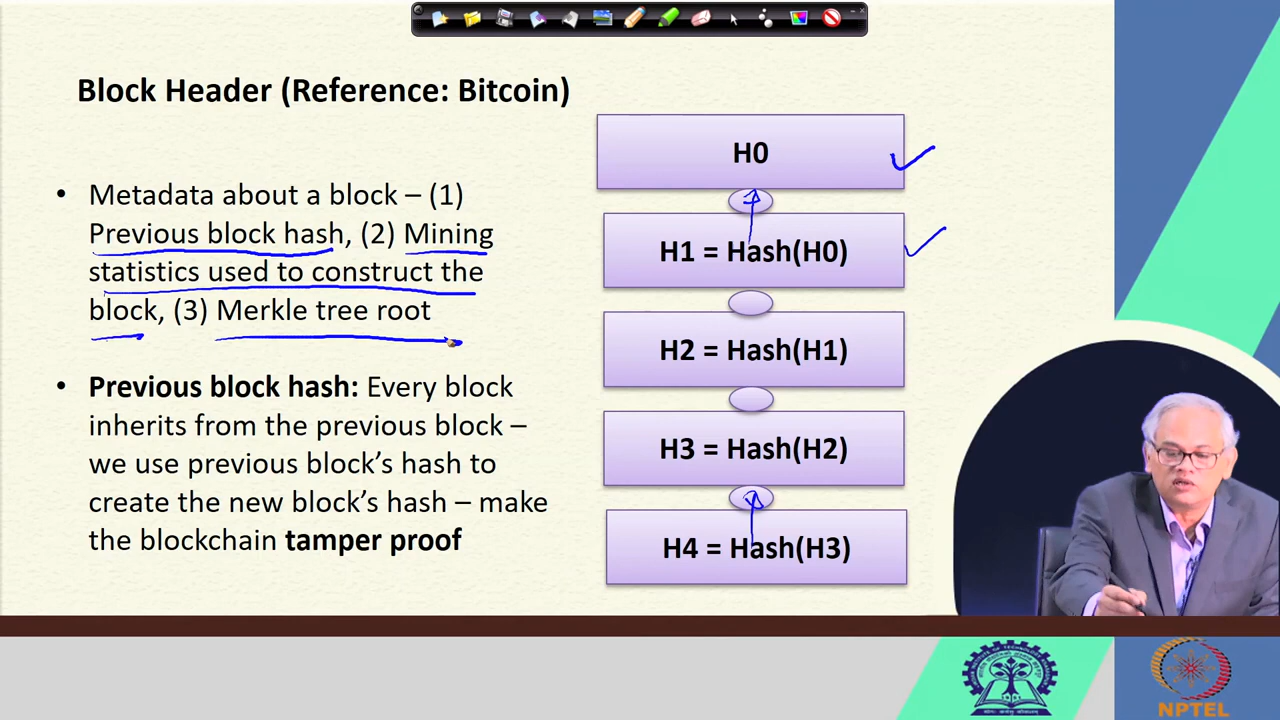 Block Header (Reference: Bitcoin)
• Metadata about a block – (1)
Previous block hash, (2) Mining
statistics used to construct the
block, (3) Merkle tree root
• Previous block hash: Every block
inherits from the previous block –
we use previous block's hash to
create the new block's hash – make
the blockchain tamper proof
H0
H1 = Hash(H0)
H2 = Hash(H1)
H3 = Hash(H2)
H4 = Hash(H3)
NPTEL